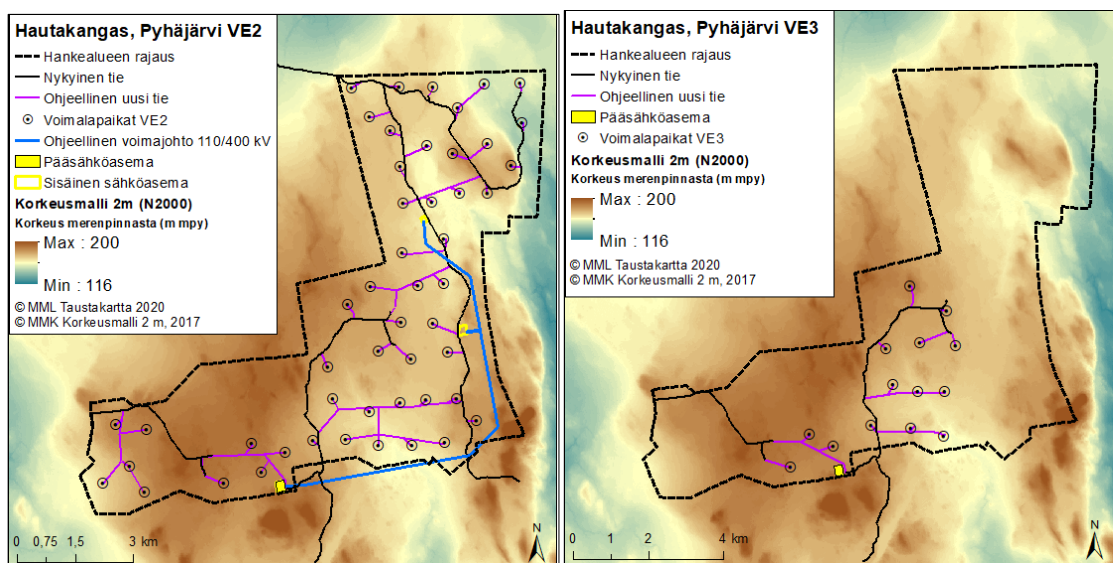 Hautakangas, Pyhäjärvi VE2
Hankealueen rajaus
Nykyinen tie
Ohjeellinen uusi tie
Voimalapaikat VE2
Ohjeellinen voimajohto 110/400 kV
Pääsähköasema
Sisäinen sähköasema
Korkeusmalli 2m (N2000)
Korkeus merenpinnasta (m mpy)
Max : 200
Min : 116
© MML Taustakartta 2020
© MMK Korkeusmalli 2 m, 2017
0 0,75 1,5 3 km
N
Hautakangas, Pyhäjärvi VE3
Hankealueen rajaus
Nykyinen tie
Ohjeellinen uusi tie
Pääsähköasema
Voimalapaikat VE3
Korkeusmalli 2m (N2000)
Korkeus merenpinnasta (m mpy)
Max : 200
Min : 116
© MML Taustakartta 2020
© MMK Korkeusmalli 2 m, 2017
0 1 2 4 km
N